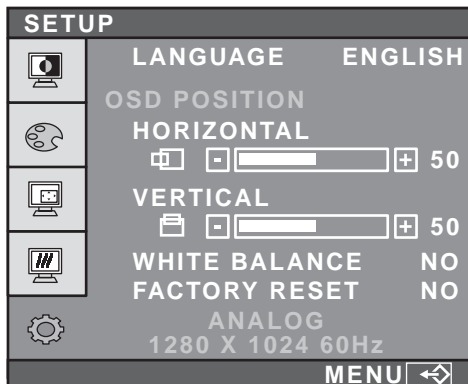 SETUP
LANGUAGE ENGLISH
OSD POSITION
HORIZONTAL
- + 50
VERTICAL
- + 50
WHITE BALANCE NO
FACTORY RESET NO
ANALOG
1280 X 1024 60Hz
MENU